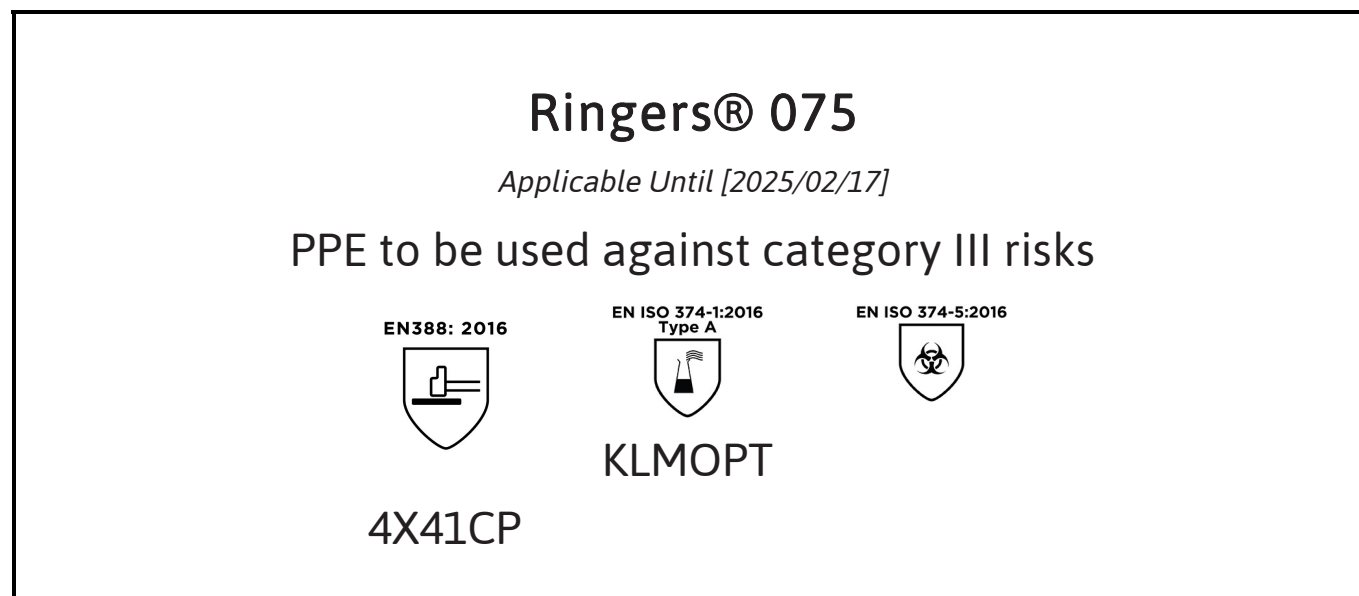 Ringers® 075
Applicable Until [2025/02/17]
PPE to be used against category III risks
EN388: 2016
EN ISO 374-1:2016
Type A
EN ISO 374-5:2016
KLMOPT
4X41CP